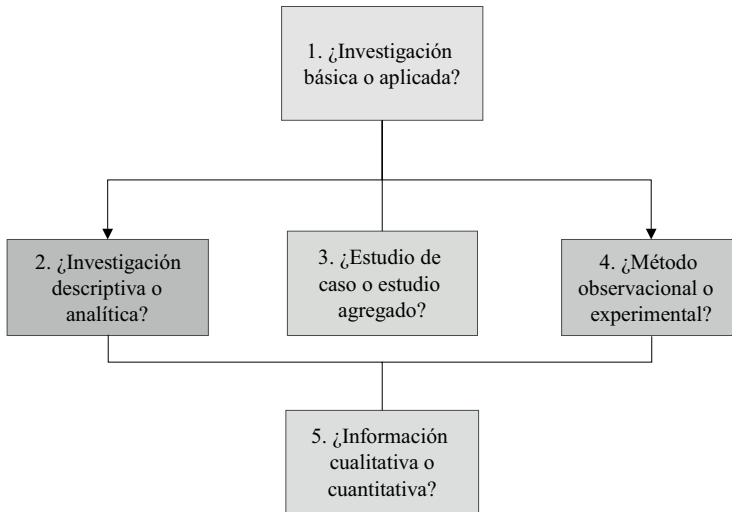 1. ¿Investigación
básica o aplicada?
2. ¿Investigación
descriptiva o
analítica?
3. ¿Estudio de
caso o estudio
agregado?
4. ¿Método
observacional o
experimental?
5. ¿Información
cualitativa o
cuantitativa?